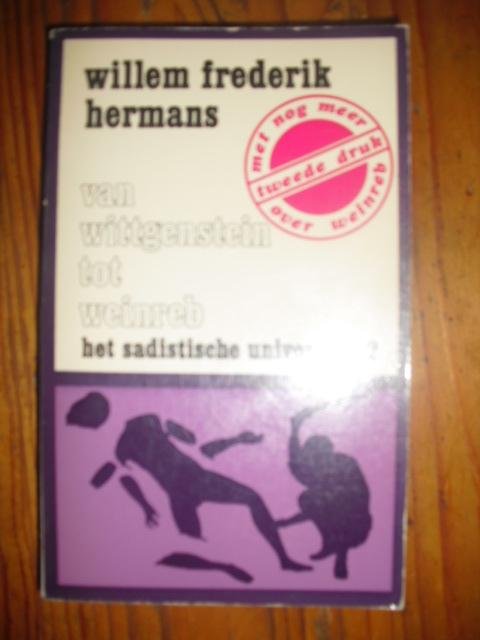 willem frederik
hermans
met nog meer
tweede druk
over weinreb
van
wittgenstein
tot
weinreb
het sadistische 2